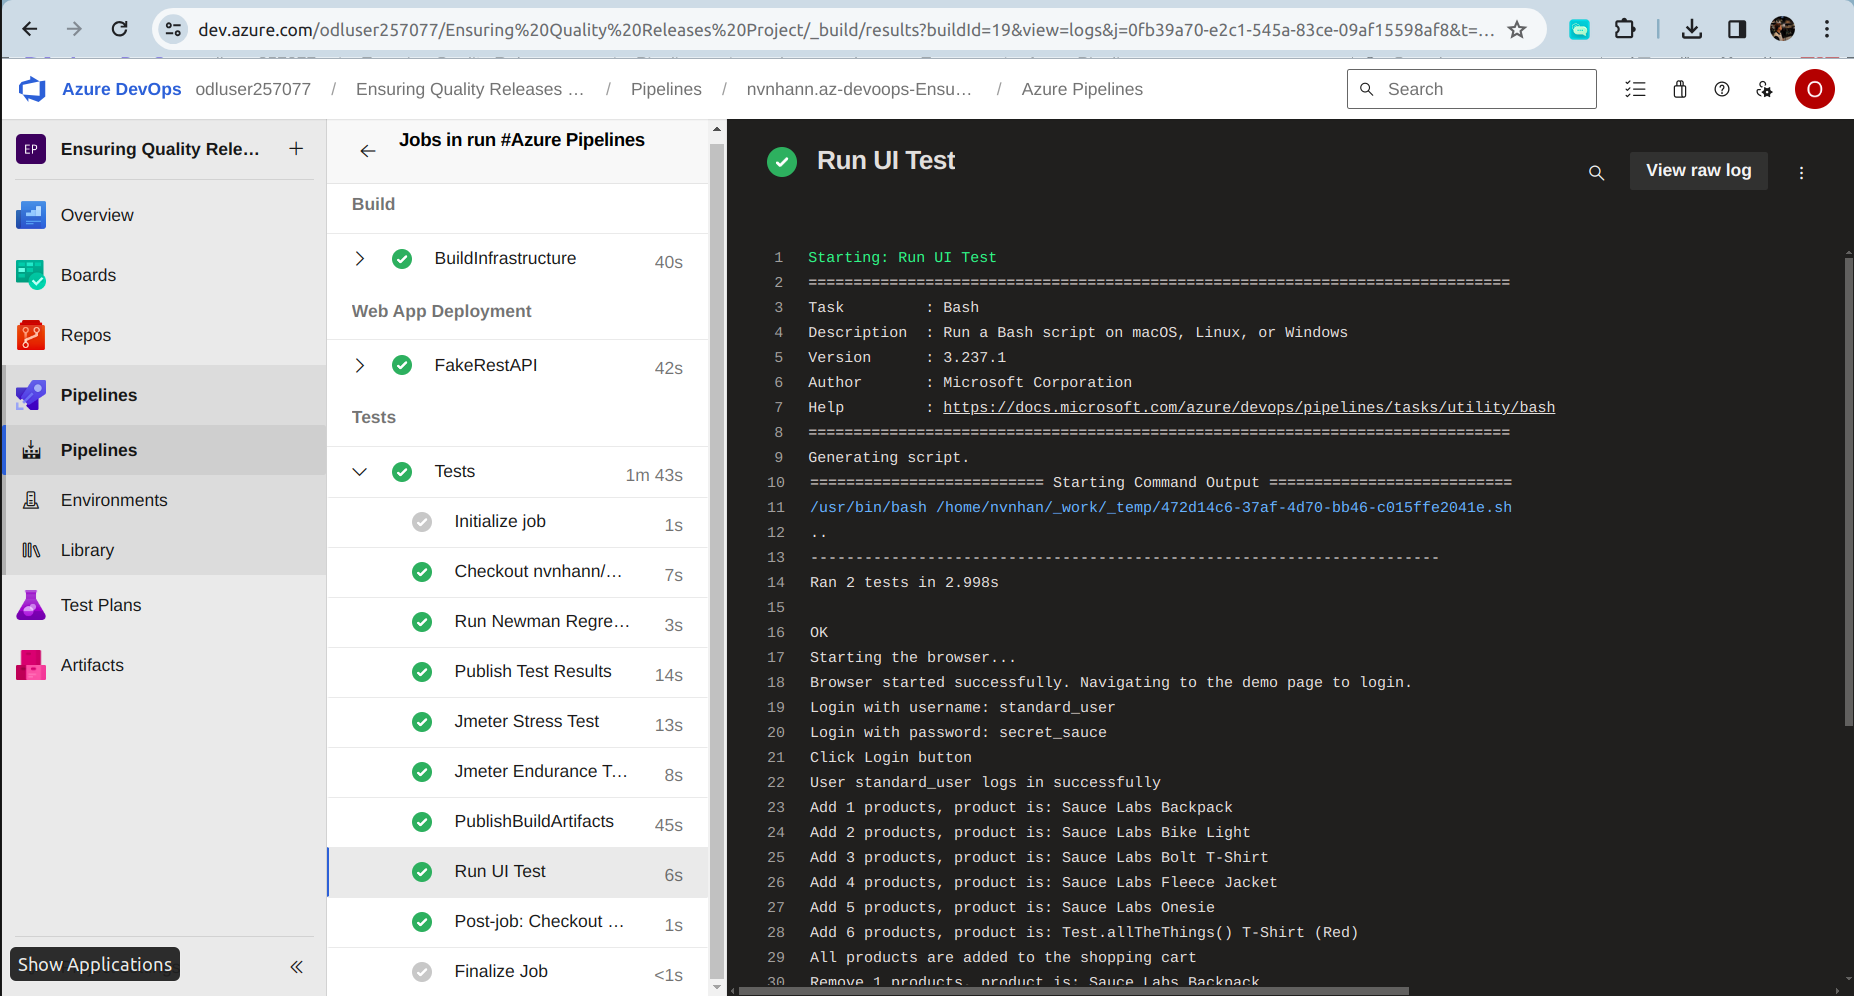 dev.azure.com/odluser257077/Ensuring%20Quality%20Releases%20Project/_build/results?buildId=19&view=logs&j=0fb39a70-e2c1-545a-83ce-09af15598af8&t=...
Azure DevOps odluser257077 / Ensuring Quality Releases ... / Pipelines / nvnhann.az-devoops-Ensu... / Azure Pipelines
Search
O
EP Ensuring Quality Rele... +
Overview
Boards
Repos
Pipelines
Pipelines
Environments
Library
Test Plans
Artifacts
Show Applications
Jobs in run #Azure Pipelines
Build
BuildInfrastructure 40s
Web App Deployment
FakeRestAPI 42s
Tests
Tests 1m 43s
Initialize job 1s
Checkout nvnhann/... 7s
Run Newman Regre... 3s
Publish Test Results 14s
Jmeter Stress Test 13s
Jmeter Endurance T... 8s
PublishBuildArtifacts 45s
Run UI Test 6s
Post-job: Checkout ... 1s
Finalize Job <1s
Run UI Test
View raw log
1 Starting: Run UI Test
2 ==============================================================================
3 Task : Bash
4 Description : Run a Bash script on macOS, Linux, or Windows
5 Version : 3.237.1
6 Author : Microsoft Corporation
7 Help : https://docs.microsoft.com/azure/devops/pipelines/tasks/utility/bash
8 ==============================================================================
9 Generating script.
10 ========================== Starting Command Output ===========================
11 /usr/bin/bash /home/nvnhan/_work/_temp/472d14c6-37af-4d70-bb46-c015ffe2041e.sh
12 ..
13 ----------------------------------------------------------------------
14 Ran 2 tests in 2.998s
15
16 OK
17 Starting the browser...
18 Browser started successfully. Navigating to the demo page to login.
19 Login with username: standard_user
20 Login with password: secret_sauce
21 Click Login button
22 User standard_user logs in successfully
23 Add 1 products, product is: Sauce Labs Backpack
24 Add 2 products, product is: Sauce Labs Bike Light
25 Add 3 products, product is: Sauce Labs Bolt T-Shirt
26 Add 4 products, product is: Sauce Labs Fleece Jacket
27 Add 5 products, product is: Sauce Labs Onesie
28 Add 6 products, product is: Test.allTheThings() T-Shirt (Red)
29 All products are added to the shopping cart
30 Remove 1 products, product is: Sauce Labs Backpack